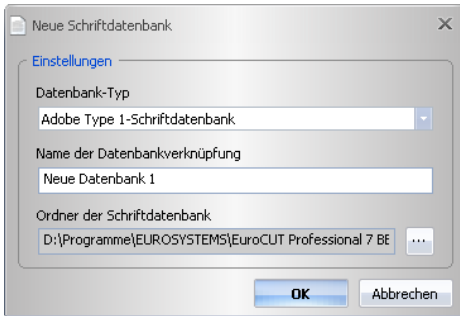 Neue Schriftdatenbank
Einstellungen
Datenbank-Typ
Adobe Type 1-Schriftdatenbank
Name der Datenbankverknüpfung
Neue Datenbank 1
Ordner der Schriftdatenbank
D:\Programme\EUROSYSTEMS\EuroCUT Professional 7 BE ...
OK Abbrechen